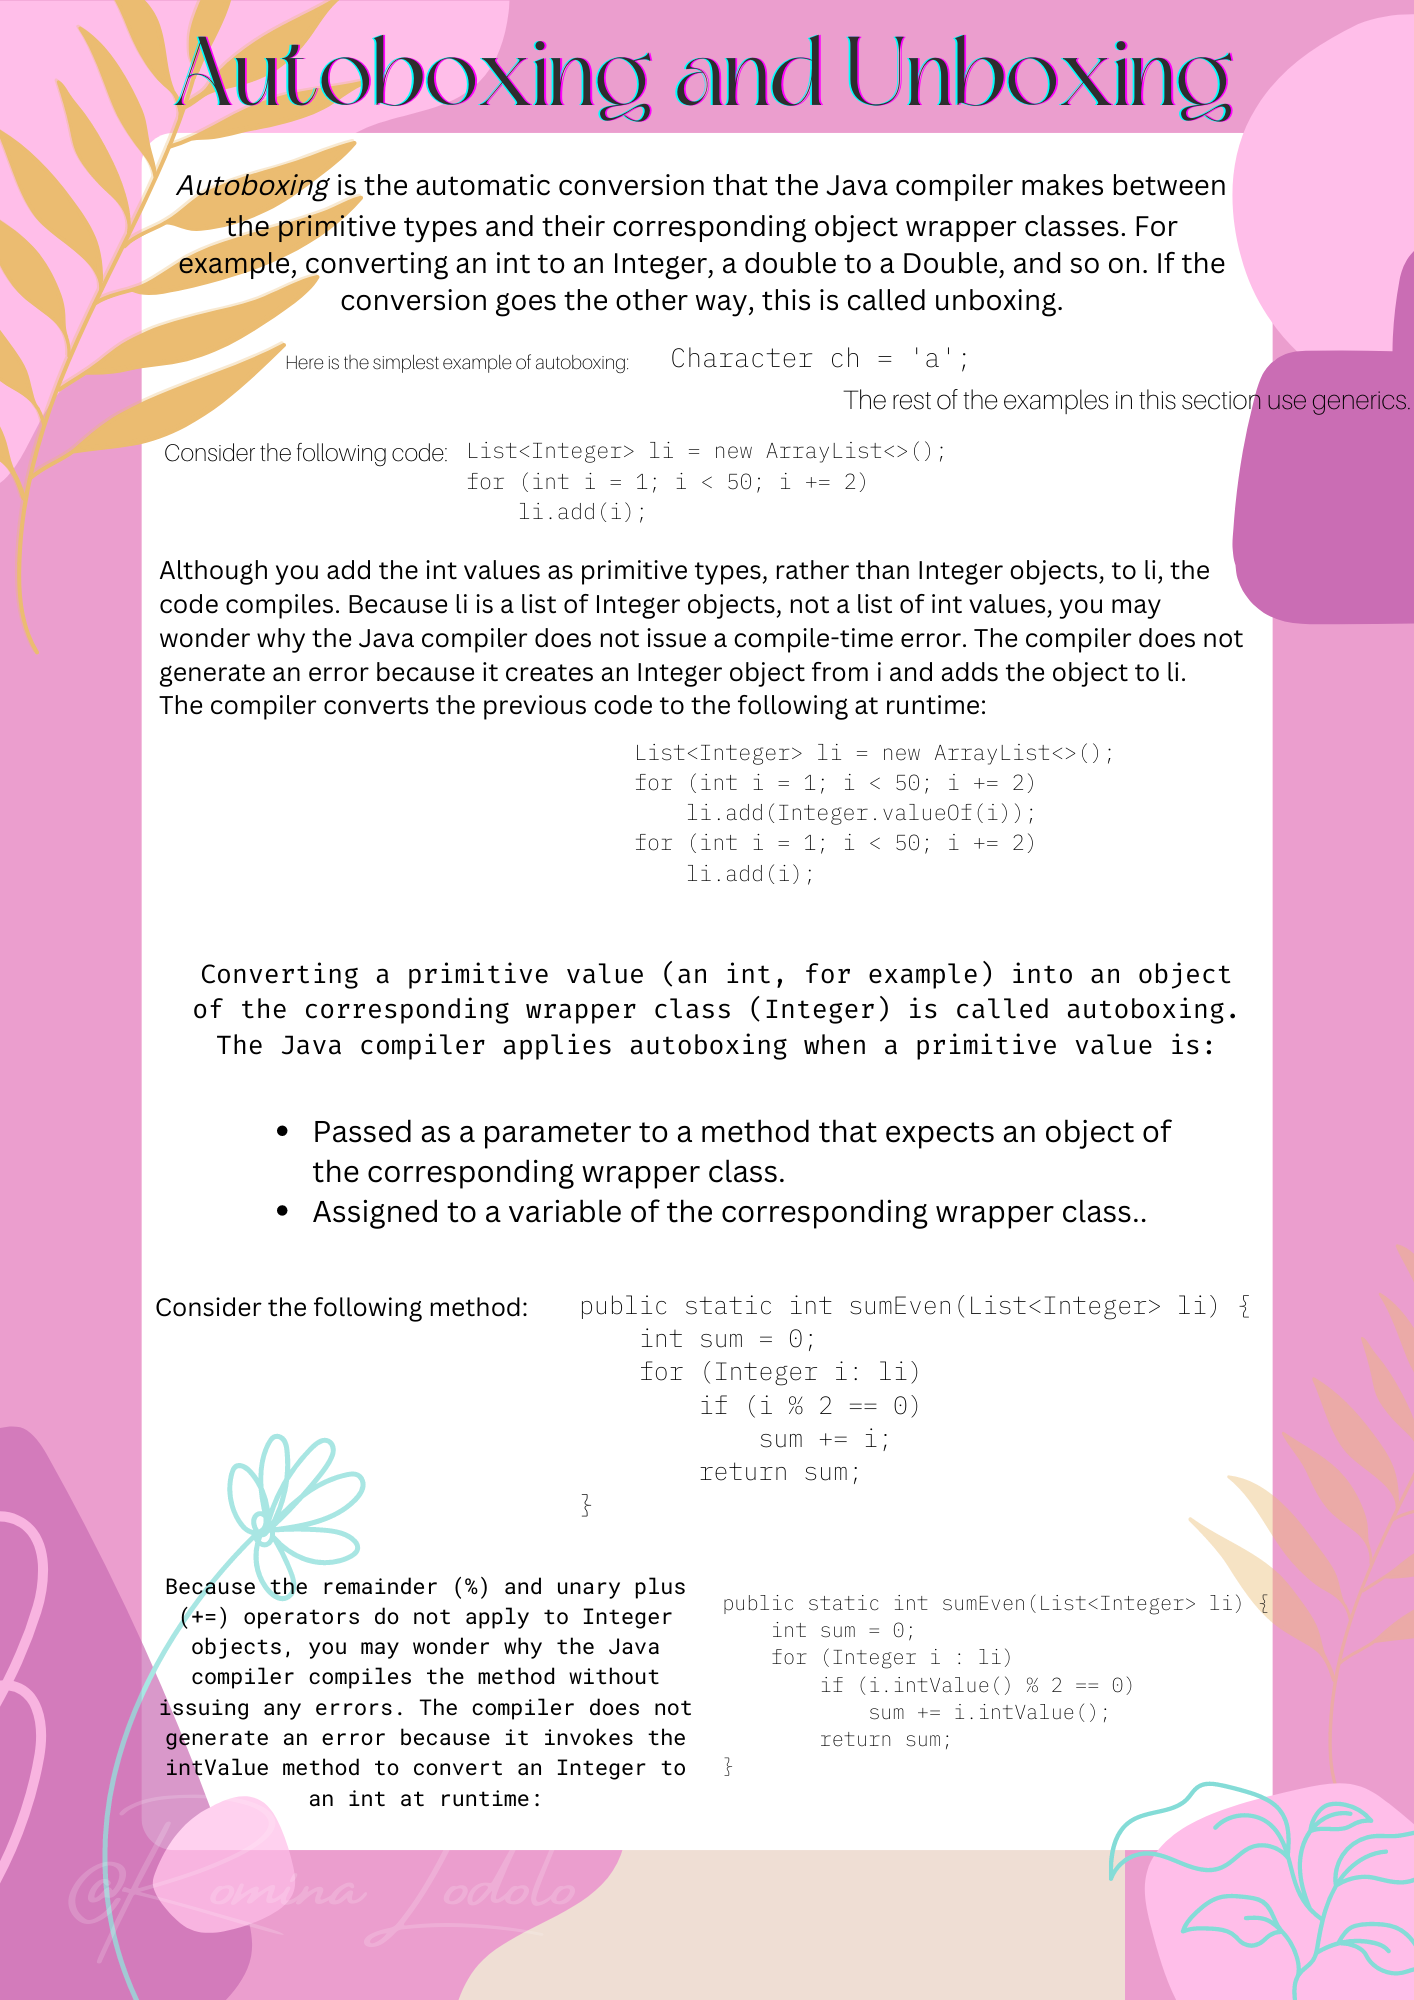 Autoboxing and Unboxing
Autoboxing is the automatic conversion that the Java compiler makes between
the primitive types and their corresponding object wrapper classes. For
example, converting an int to an Integer, a double to a Double, and so on. If the
conversion goes the other way, this is called unboxing.
Here is the simplest example of autoboxing: Character ch = 'a';
The rest of the examples in this section use generics.
Consider the following code: List<Integer> li = new ArrayList<>();
for (int i = 1; i < 50; i += 2)
    li.add(i);
Although you add the int values as primitive types, rather than Integer objects, to li, the
code compiles. Because li is a list of Integer objects, not a list of int values, you may
wonder why the Java compiler does not issue a compile-time error. The compiler does not
generate an error because it creates an Integer object from i and adds the object to li.
The compiler converts the previous code to the following at runtime:
List<Integer> li = new ArrayList<>();
for (int i = 1; i < 50; i += 2)
    li.add(Integer.valueOf(i));
for (int i = 1; i < 50; i += 2)
    li.add(i);
Converting a primitive value (an int, for example) into an object
of the corresponding wrapper class (Integer) is called autoboxing.
The Java compiler applies autoboxing when a primitive value is:
• Passed as a parameter to a method that expects an object of
the corresponding wrapper class.
• Assigned to a variable of the corresponding wrapper class..
Consider the following method: public static int sumEven(List<Integer> li) {
    int sum = 0;
    for (Integer i: li)
        if (i % 2 == 0)
            sum += i;
        return sum;
}
Because the remainder (%) and unary plus
(+=) operators do not apply to Integer
objects, you may wonder why the Java
compiler compiles the method without
issuing any errors. The compiler does not
generate an error because it invokes the
intValue method to convert an Integer to
an int at runtime:
public static int sumEven(List<Integer> li) {
    int sum = 0;
    for (Integer i : li)
        if (i.intValue() % 2 == 0)
            sum += i.intValue();
        return sum;
}
@Romina Lodolo